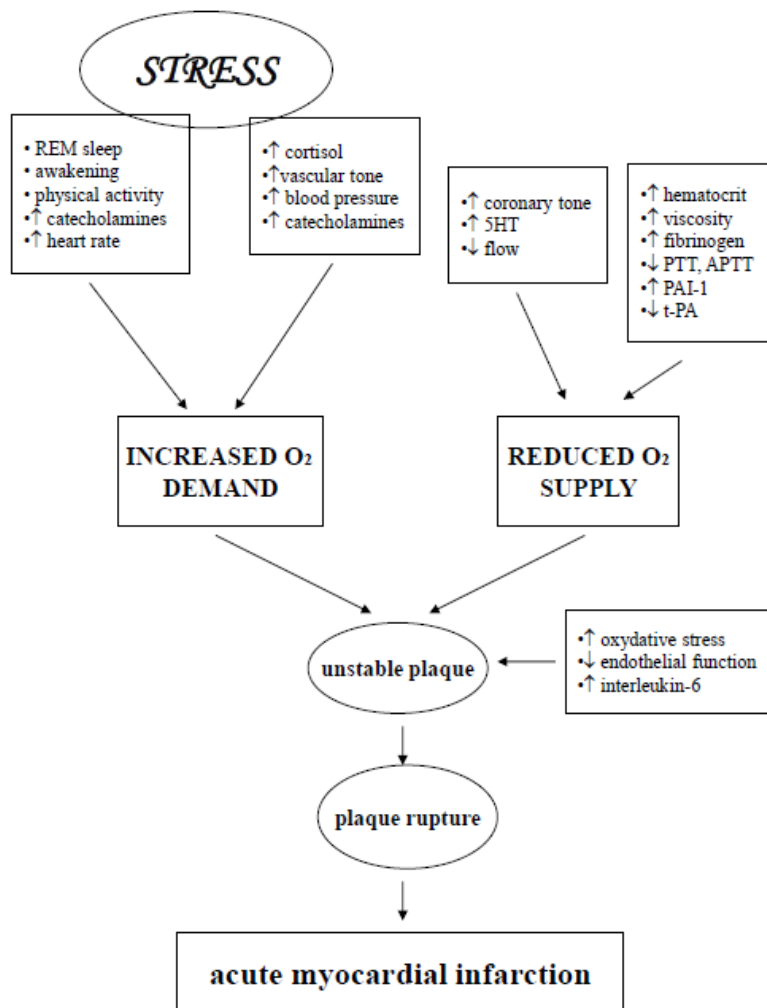 STRESS
• REM sleep
• awakening
• physical activity
•↑ catecholamines
•↑ heart rate
•↑ cortisol
•↑vascular tone
•↑ blood pressure
•↑ catecholamines
•↑ coronary tone
•↑ 5HT
•↓ flow
•↑ hematocrit
•↑ viscosity
•↑ fibrinogen
•↓ PTT, APTT
•↑ PAI-1
•↓ t-PA
INCREASED O₂
DEMAND
REDUCED O₂
SUPPLY
unstable plaque
•↑ oxydative stress
•↓ endothelial function
•↑ interleukin-6
plaque rupture
acute myocardial infarction